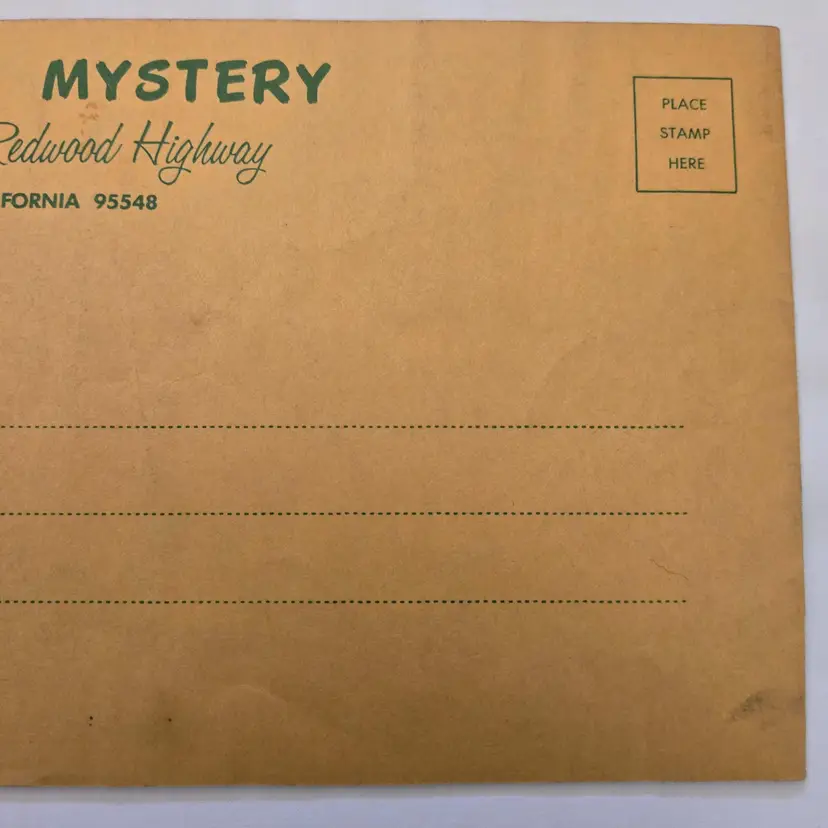 MYSTERY
Redwood Highway
FORNIA 95548
PLACE
STAMP
HERE